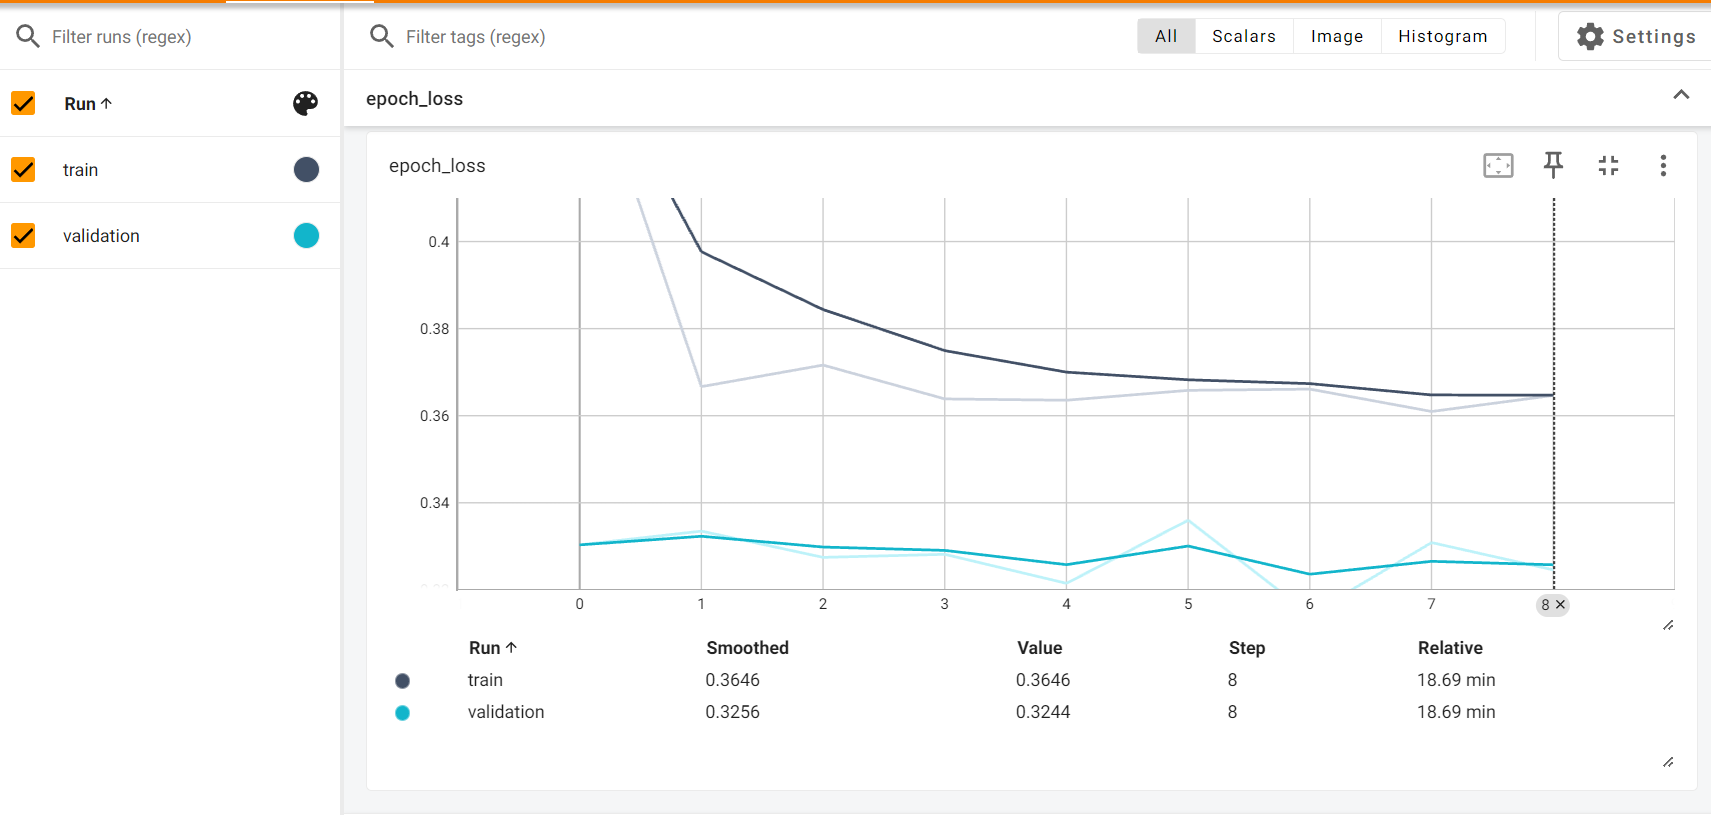 Filter runs (regex)
Filter tags (regex)
All Scalars Image Histogram
Settings
Run ↑
train
validation
epoch_loss
epoch_loss
0.4
0.38
0.36
0.34
0 1 2 3 4 5 6 7 8 ×
Run ↑ Smoothed Value Step Relative
train 0.3646 0.3646 8 18.69 min
validation 0.3256 0.3244 8 18.69 min